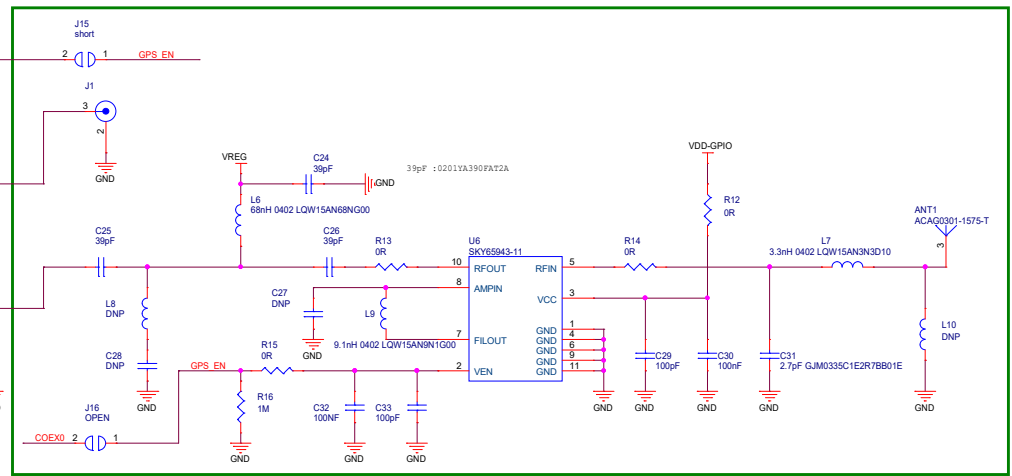 J15
short
2
1
GPS_EN
J1
3
2
GND
VREG
C24
39pF
GND
39pF :0201YA390FAT2A
L6
68nH 0402 LQW15AN68NG00
VDD-GPIO
R12
0R
ANT1
ACAG0301-1575-T
3
C25
39pF
C26
39pF
R13
0R
U6
SKY65943-11
R14
0R
L7
3.3nH 0402 LQW15AN3N3D10
10
RFOUT
RFIN
5
8
AMPIN
C27
DNP
L9
VCC
3
L8
DNP
GND
9.1nH 0402 LQW15AN9N1G00
7
FILOUT
GND
1
GND
4
GND
6
GND
9
GND
11
L10
DNP
C28
DNP
R15
0R
GPS_EN
2
VEN
C29
100pF
C30
100nF
C31
2.7pF GJM0335C1E2R7BB01E
GND
R16
1M
C32
100NF
C33
100pF
GND
GND
GND
GND
GND
J16
OPEN
COEX0
2
1
GND
GND
GND